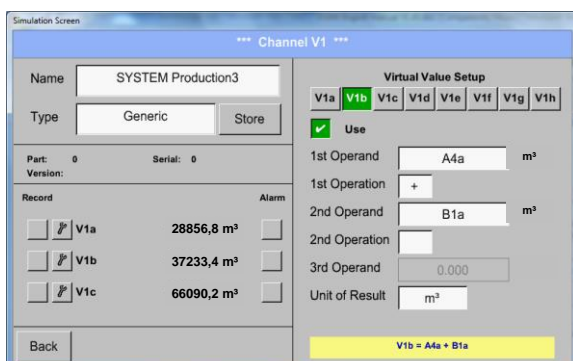 Simulation Screen
*** Channel V1 ***
Name SYSTEM Production3
Type Generic Store
Part: 0 Serial: 0
Version:
Record Alarm
V1a 28856,8 m³
V1b 37233,4 m³
V1c 66090,2 m³
Back
Virtual Value Setup
V1a V1b V1c V1d V1e V1f V1g V1h
Use
1st Operand A4a m³
1st Operation +
2nd Operand B1a m³
2nd Operation
3rd Operand 0.000
Unit of Result m³
V1b = A4a + B1a